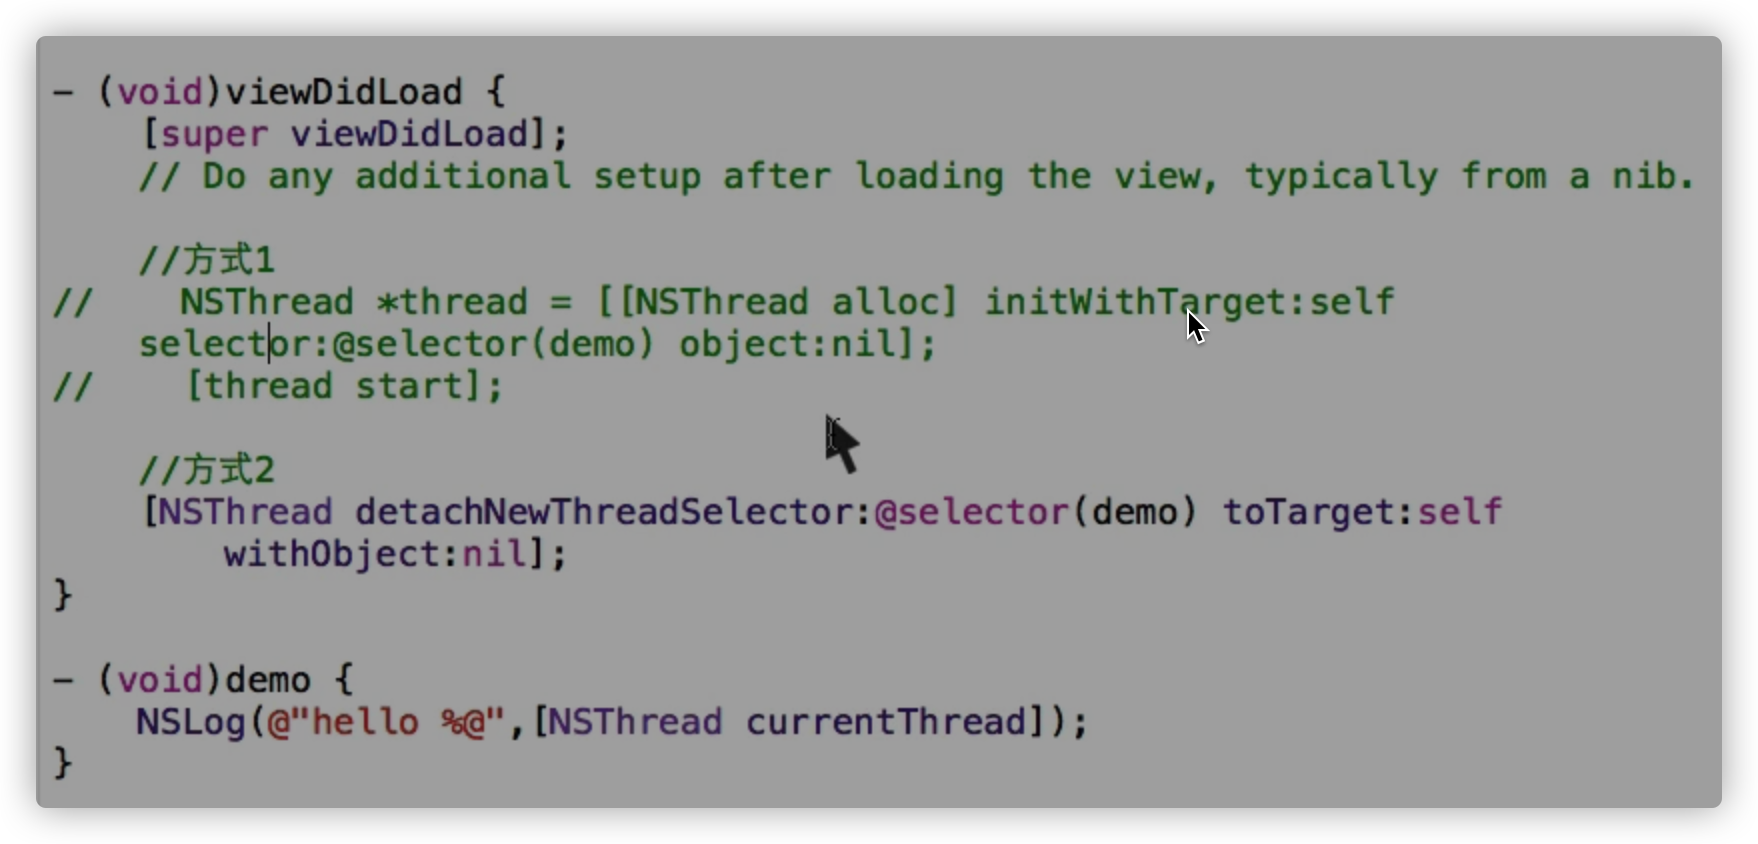 - (void)viewDidLoad {
[super viewDidLoad];
// Do any additional setup after loading the view, typically from a nib.
//方式1
// NSThread *thread = [[NSThread alloc] initWithTarget:self
selector:@selector(demo) object:nil];
// [thread start];
//方式2
[NSThread detachNewThreadSelector:@selector(demo) toTarget:self
withObject:nil];
}
- (void)demo {
NSLog(@"hello %@",[NSThread currentThread]);
}